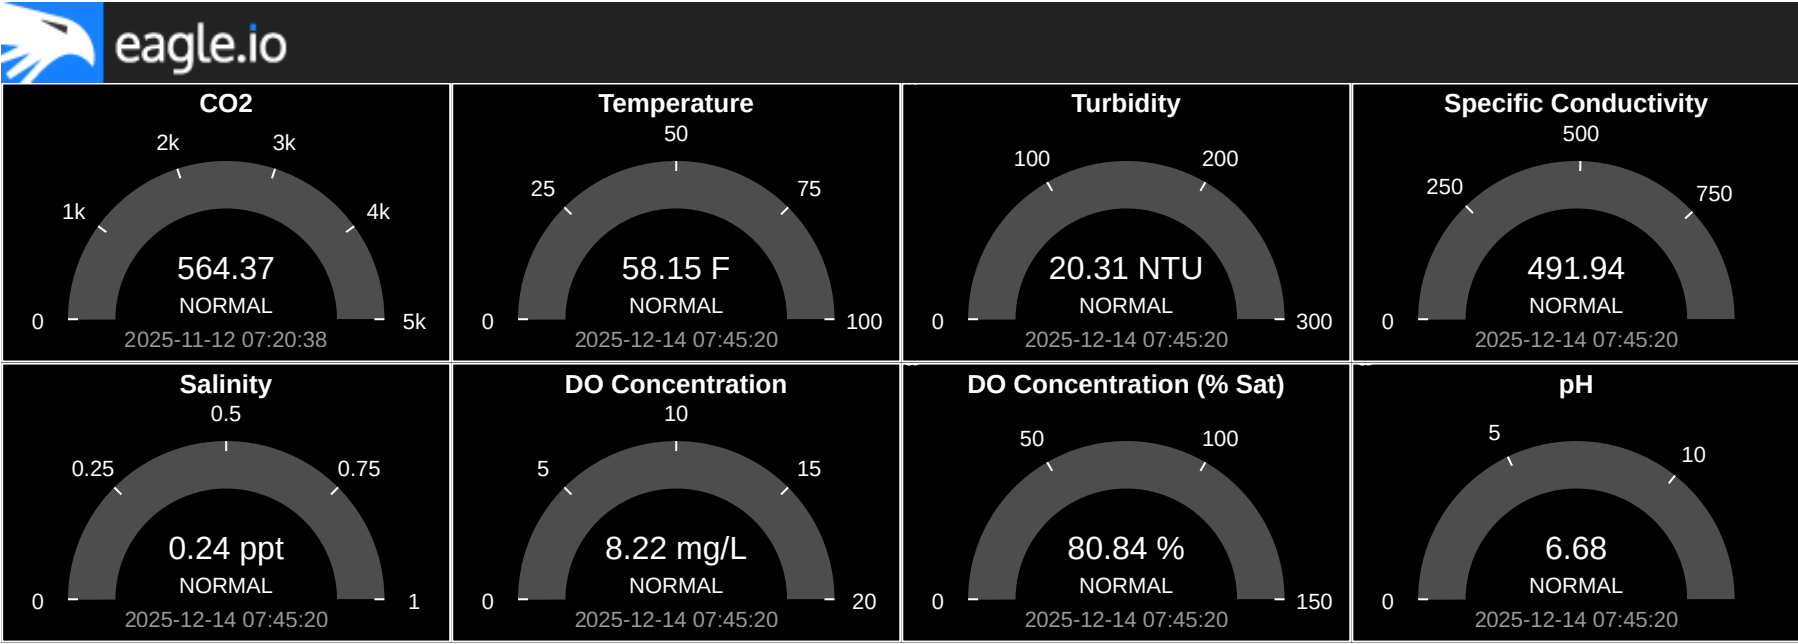 eagle.io
CO2
2k 3k
1k 4k
564.37
NORMAL
0 5k
2025-11-12 07:20:38
Temperature
50
25 75
58.15 F
NORMAL
0 100
2025-12-14 07:45:20
Turbidity
100 200
20.31 NTU
NORMAL
0 300
2025-12-14 07:45:20
Specific Conductivity
500
250 750
491.94
NORMAL
0
2025-12-14 07:45:20
Salinity
0.5
0.25 0.75
0.24 ppt
NORMAL
0 1
2025-12-14 07:45:20
DO Concentration
10
5 15
8.22 mg/L
NORMAL
0 20
2025-12-14 07:45:20
DO Concentration (% Sat)
50 100
80.84 %
NORMAL
0 150
2025-12-14 07:45:20
pH
5 10
6.68
NORMAL
0
2025-12-14 07:45:20